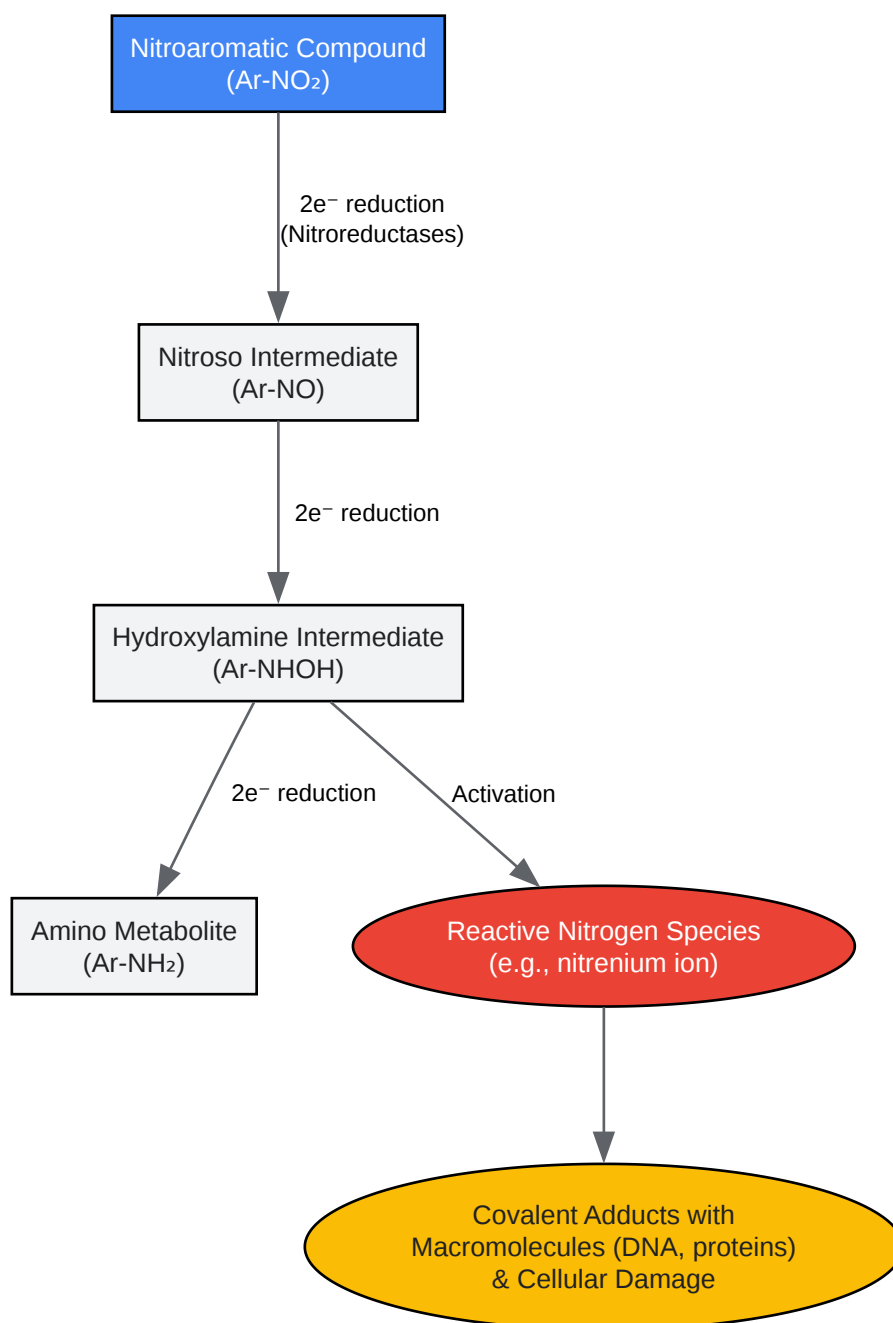 Nitroaromatic Compound
(Ar-NO₂)
2e⁻ reduction
(Nitroreductases)
Nitroso Intermediate
(Ar-NO)
2e⁻ reduction
Hydroxylamine Intermediate
(Ar-NHOH)
2e⁻ reduction
Activation
Amino Metabolite
(Ar-NH₂)
Reactive Nitrogen Species
(e.g., nitrenium ion)
Covalent Adducts with
Macromolecules (DNA, proteins)
& Cellular Damage